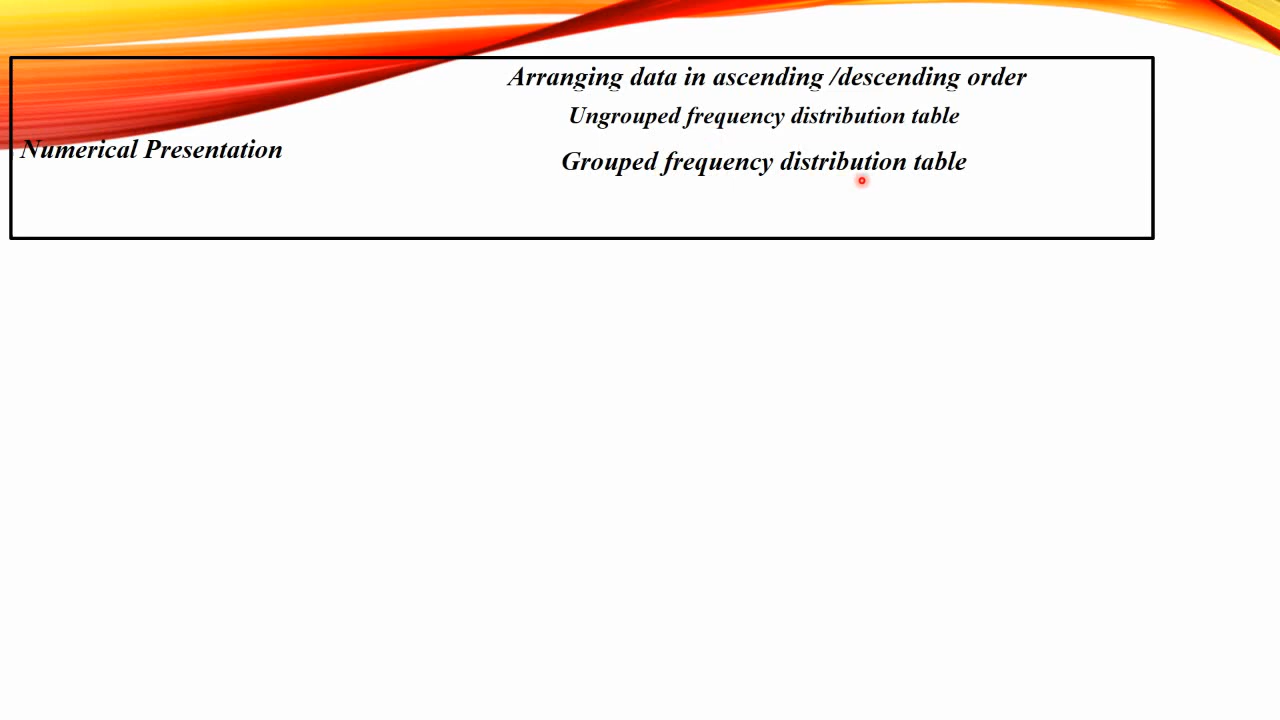 Arranging data in ascending /descending order
Ungrouped frequency distribution table
Numerical Presentation
Grouped frequency distribution table